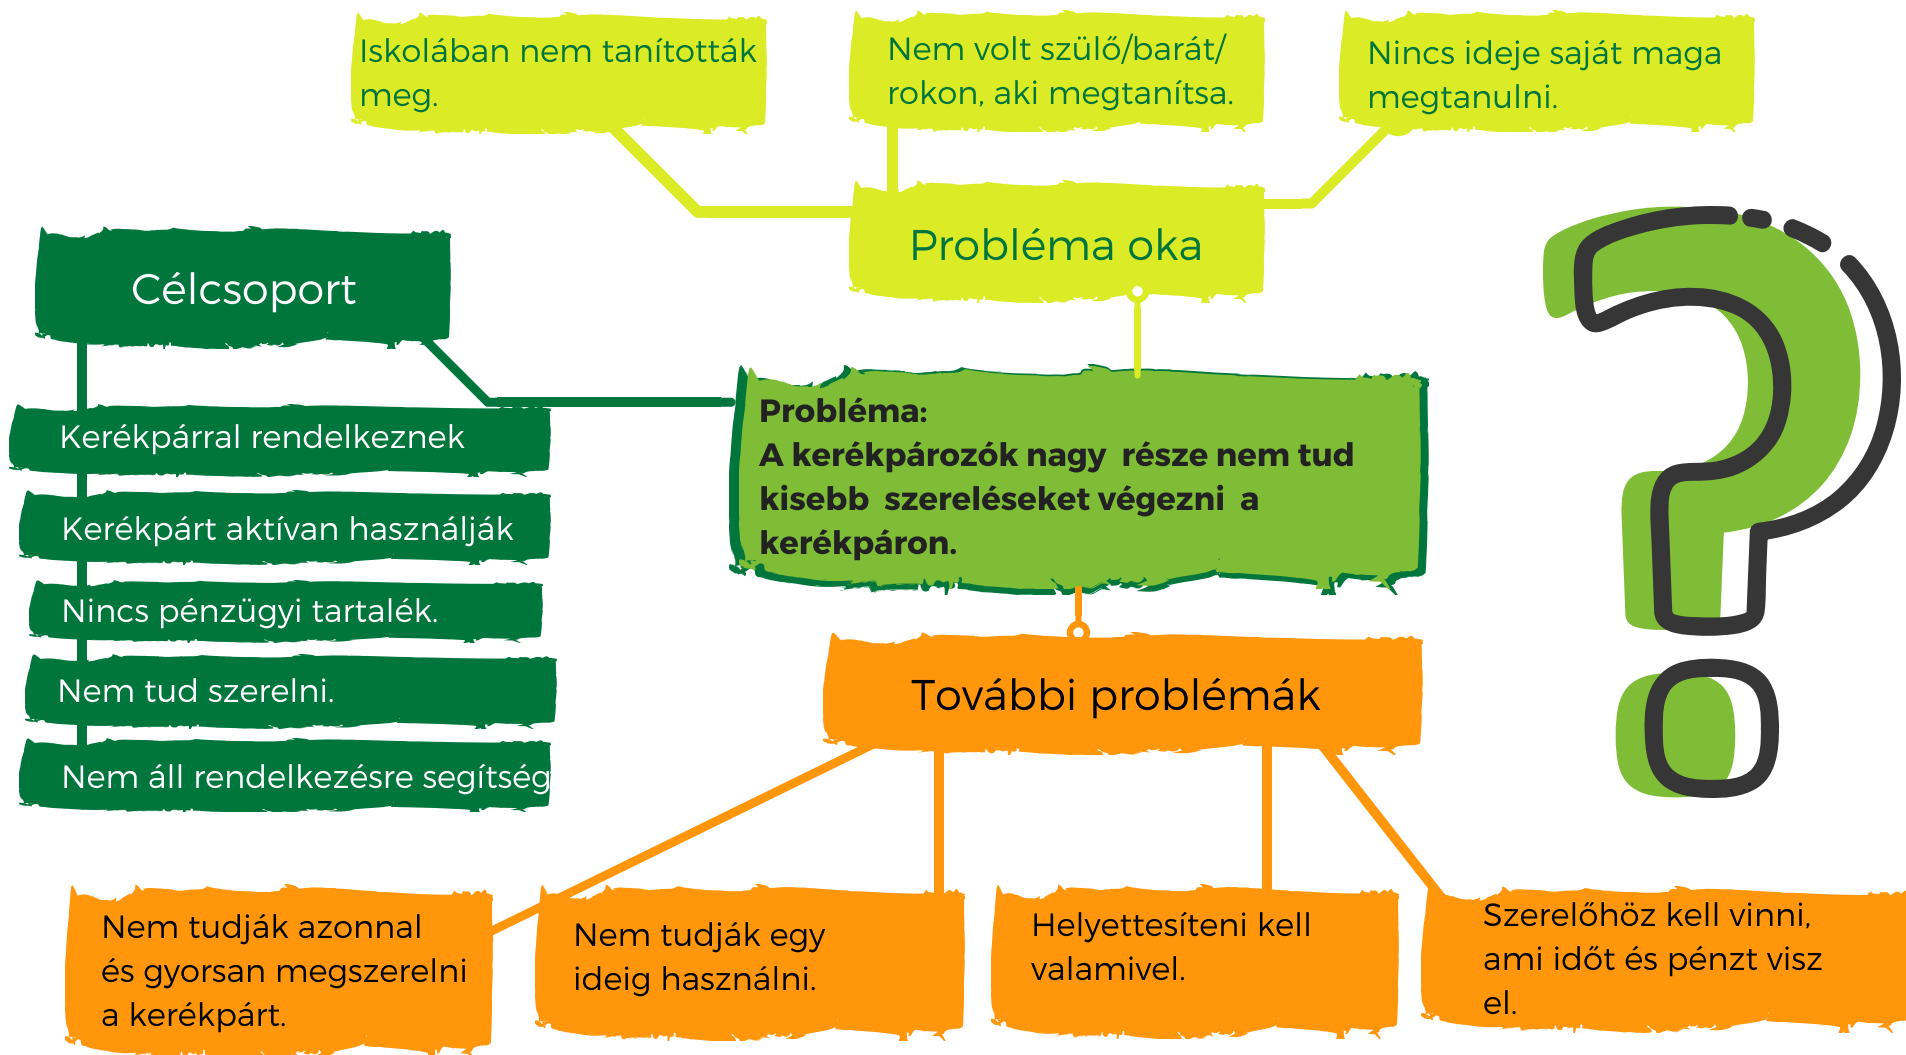 Iskolában nem tanították
meg.
Nem volt szülő/barát/
rokon, aki megtanítsa.
Nincs ideje saját maga
megtanulni.
Probléma oka
Célcsoport
Kerékpárral rendelkeznek
Kerékpárt aktívan használják
Nincs pénzügyi tartalék.
Nem tud szerelni.
Nem áll rendelkezésre segítség
Probléma:
A kerékpározók nagy része nem tud
kisebb szereléseket végezni a
kerékpáron.
További problémák
Nem tudják azonnal
és gyorsan megszerelni
a kerékpárt.
Nem tudják egy
ideig használni.
Helyettesíteni kell
valamivel.
Szerelőhöz kell vinni,
ami időt és pénzt visz
el.